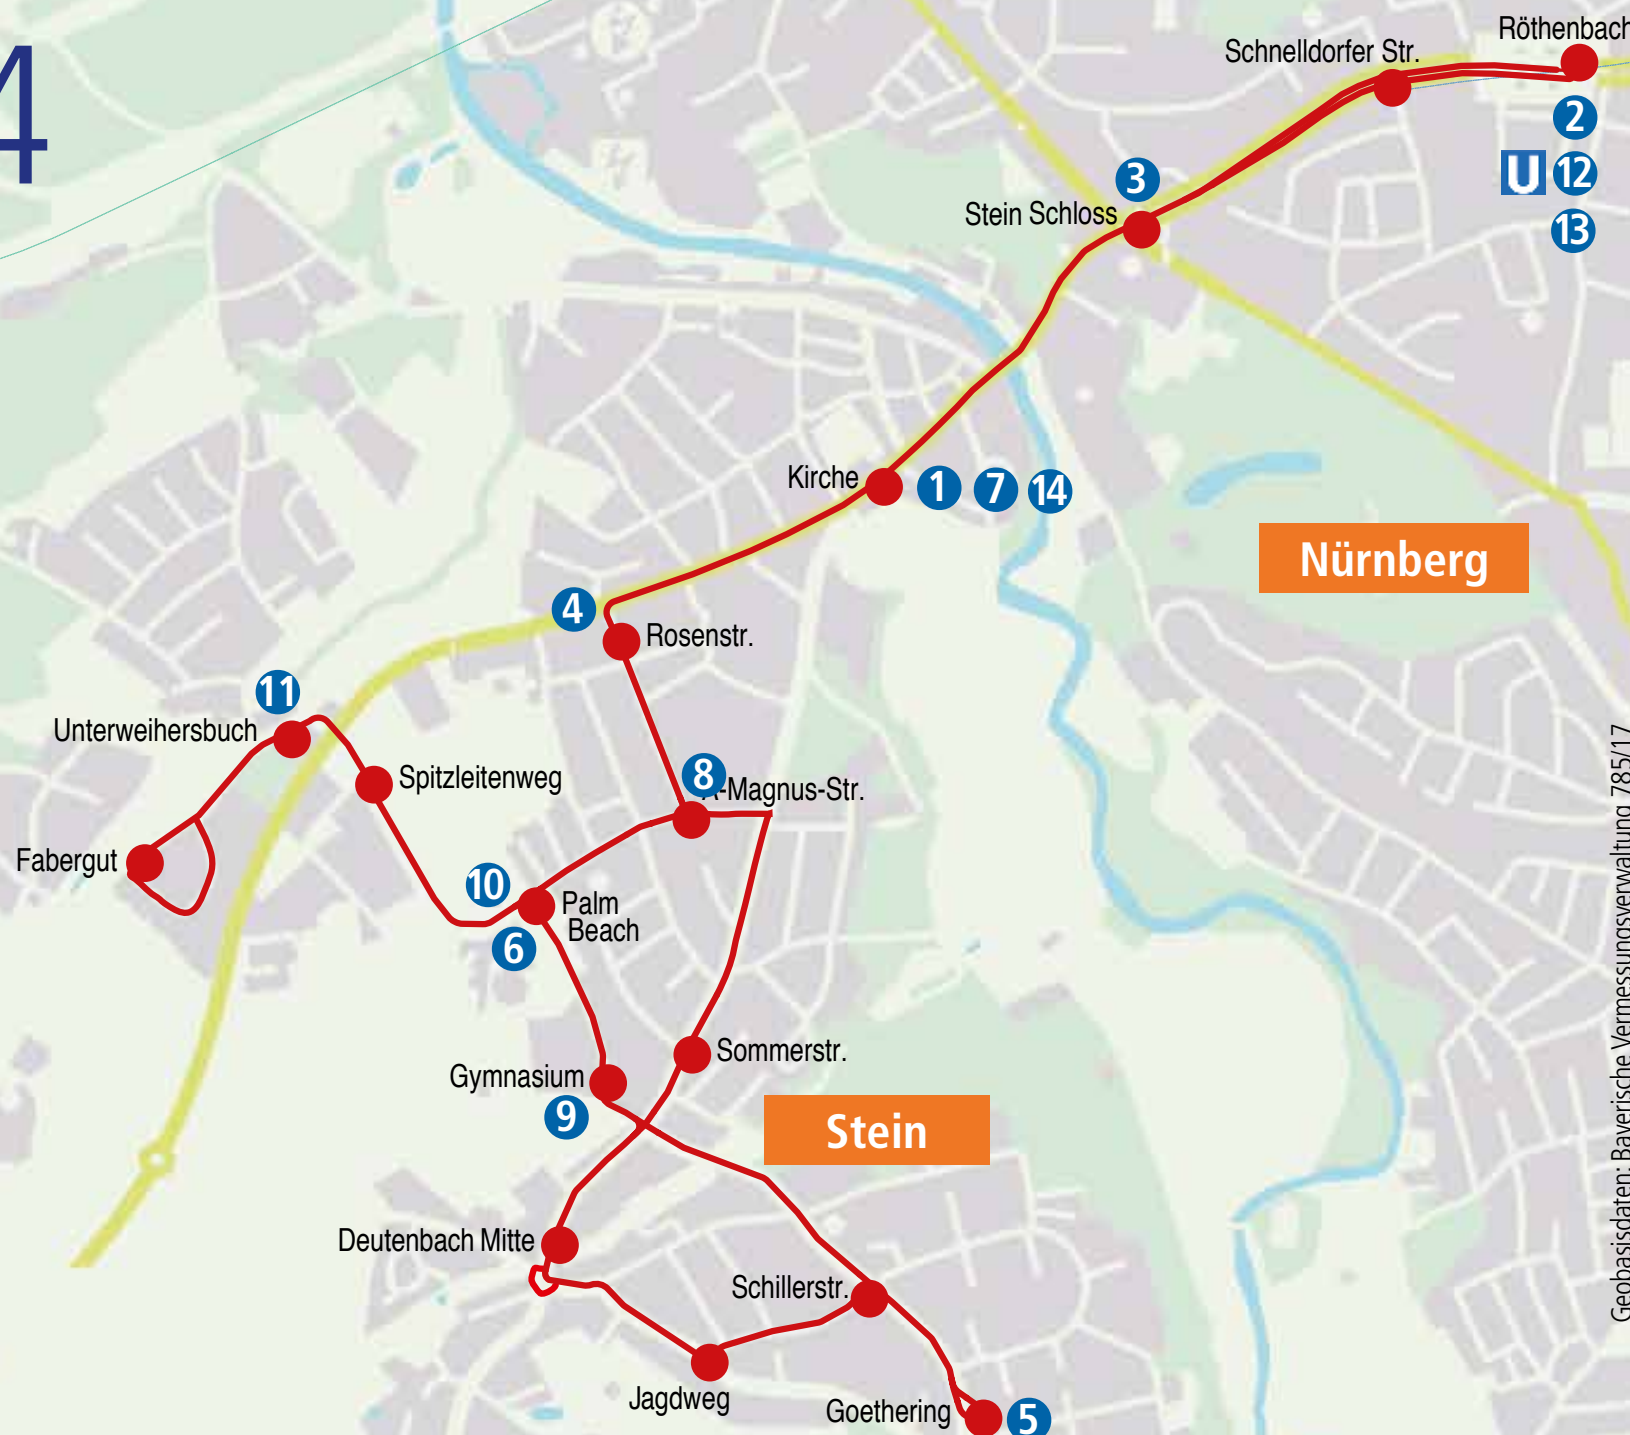 4
Röthenbach
Schnelldorfer Str.
2
U 12
13
3
Stein Schloss
Kirche
1 7 14
Nürnberg
4
Rosenstr.
11
Unterweihersbuch
Spitzleitenweg
8
-Magnus-Str.
Fabergut
10
Palm
Beach
6
Sommerstr.
Gymnasium
9
Stein
Deutenbach Mitte
Schillerstr.
Jagdweg
Goethering
5
Geobasisdaten: Bayerische Vermessungsverwaltung 785/17